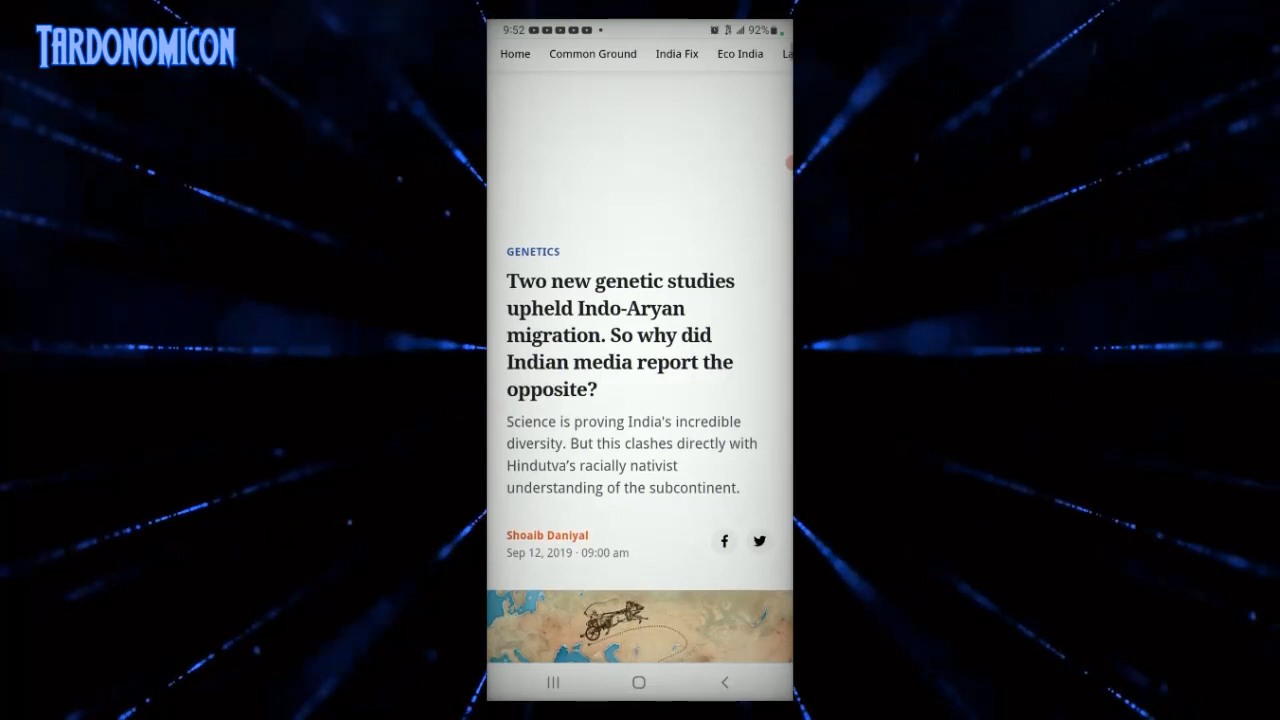 TARDONOMICON
9:52
92%
Home Common Ground India Fix Eco India La
GENETICS
Two new genetic studies
upheld Indo-Aryan
migration. So why did
Indian media report the
opposite?
Science is proving India's incredible
diversity. But this clashes directly with
Hindutva’s racially nativist
understanding of the subcontinent.
Shoaib Daniyal
Sep 12, 2019 · 09:00 am